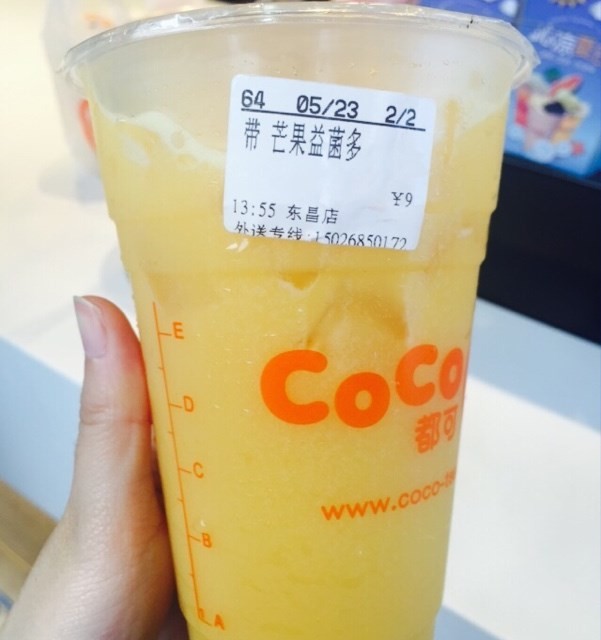 64 05/23 2/2
带 芒果益菌多
¥9
13:55 东昌店
外送专线:15026850172
E
D
C
B
A
CoCo
都可
www.coco-